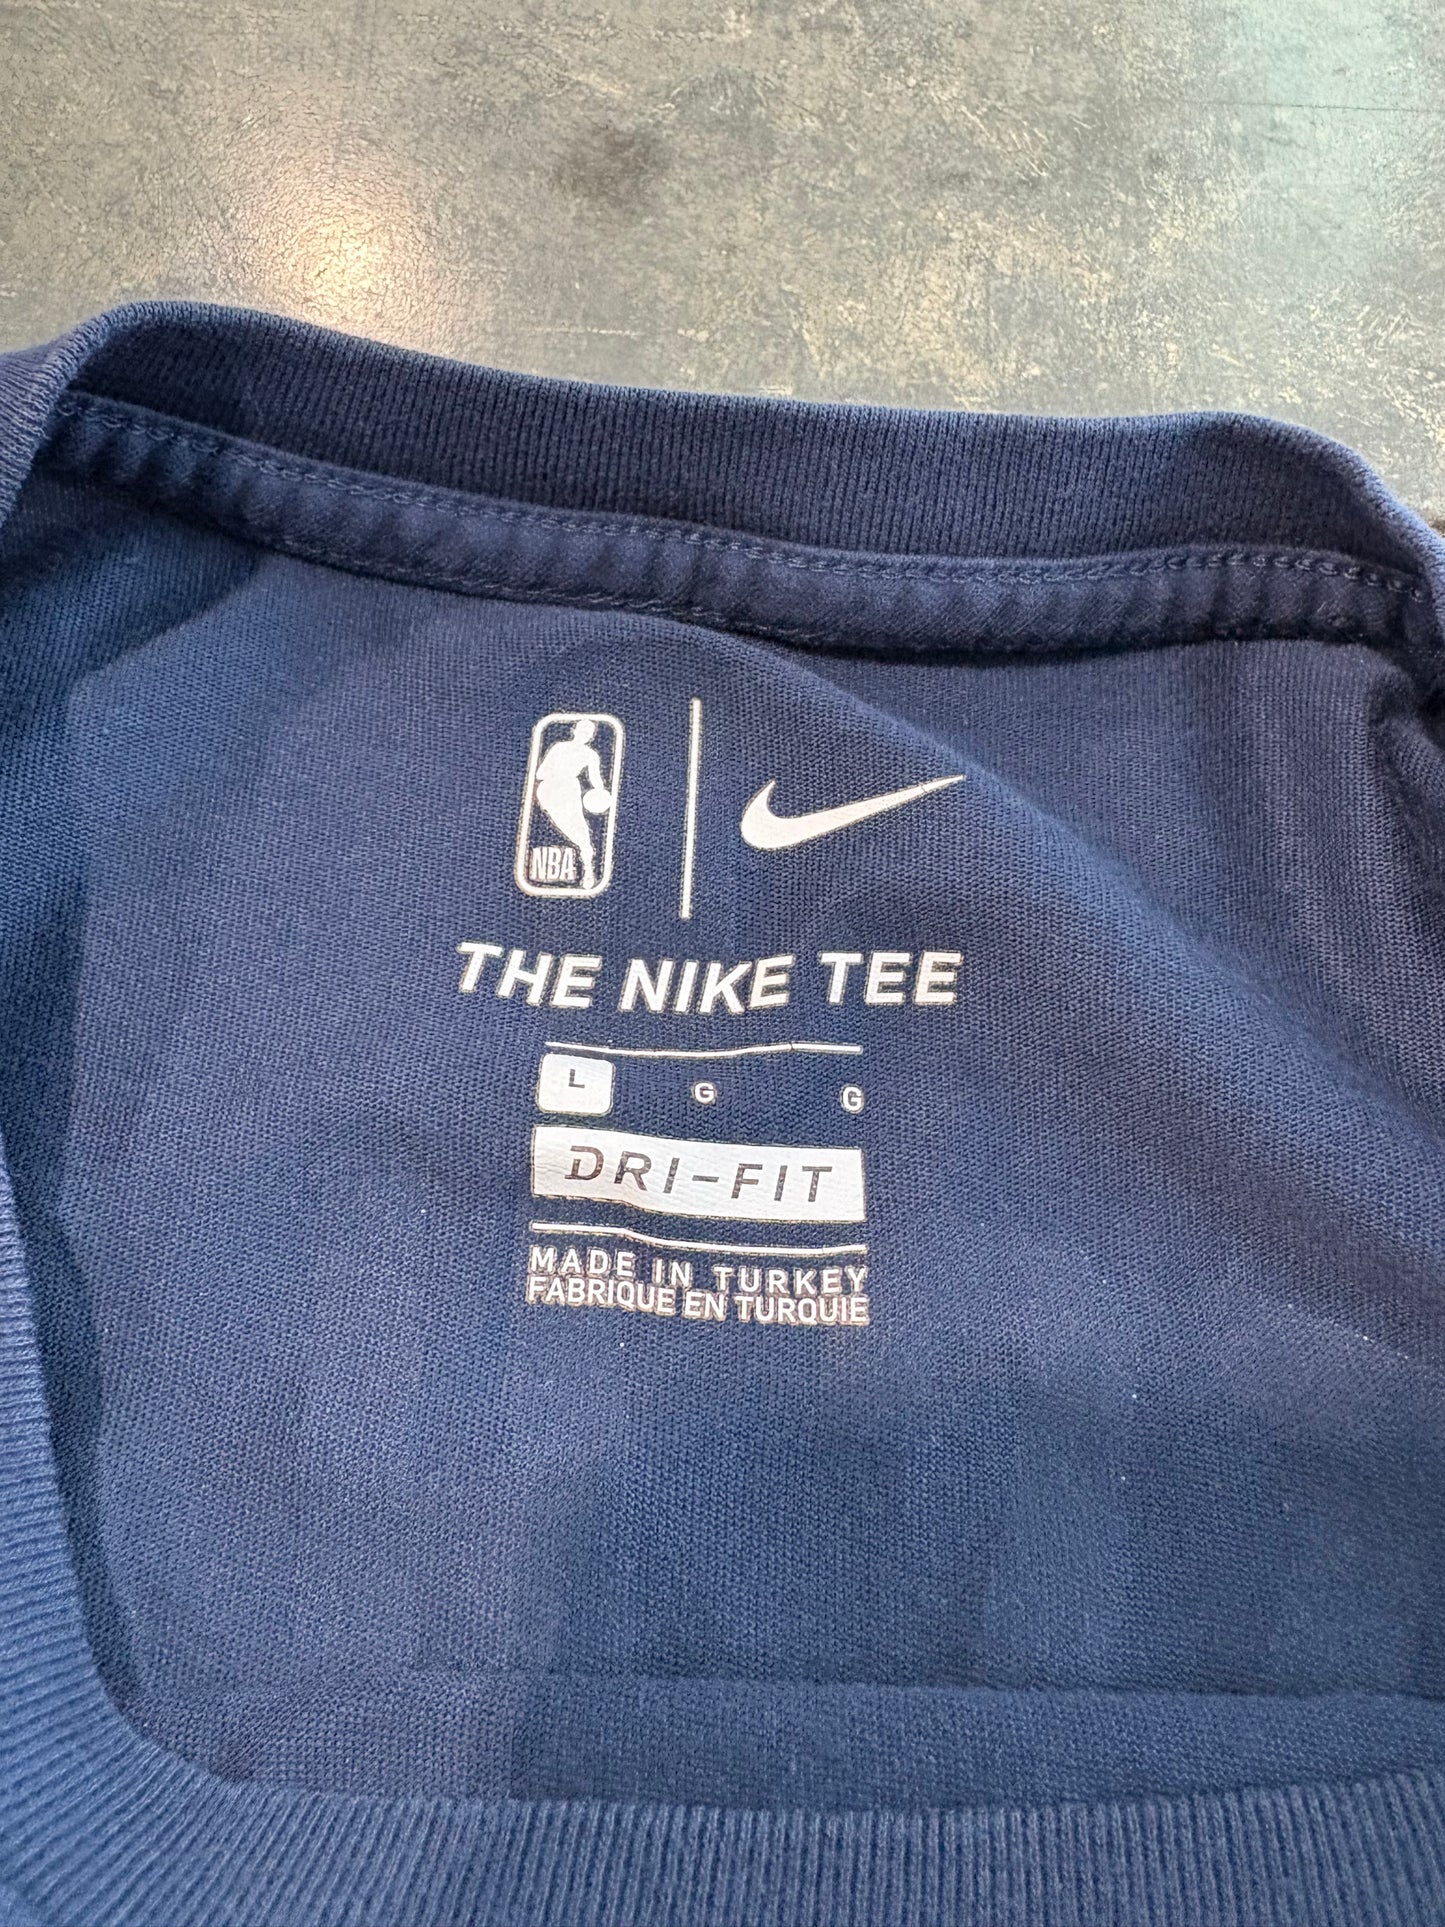 NBA
THE NIKE TEE
L G G
DRI-FIT
MADE IN TURKEY
FABRIQUE EN TURQUIE